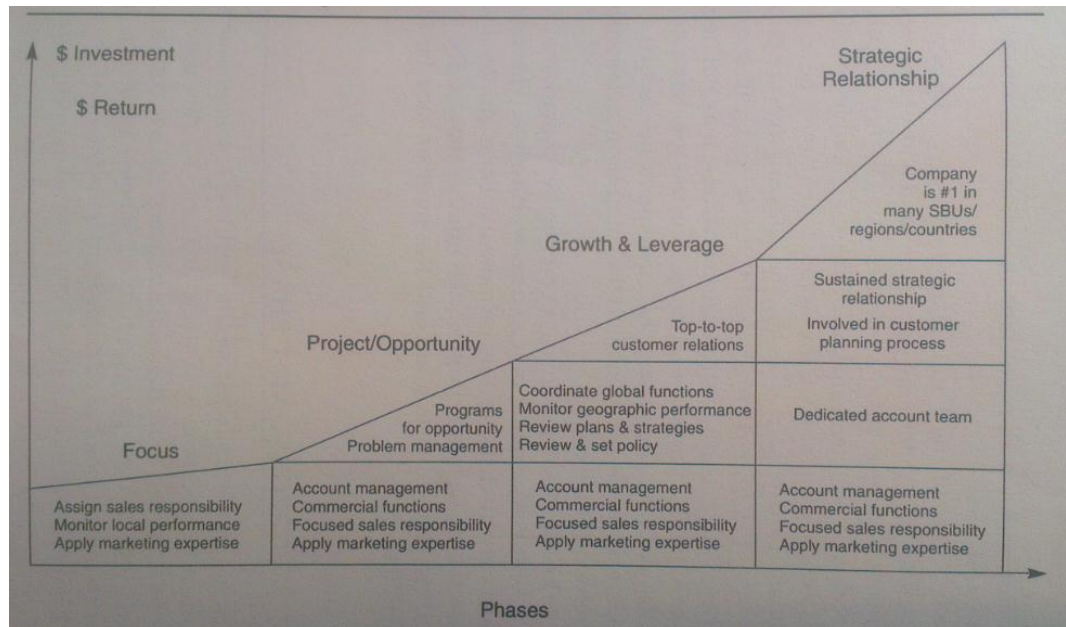 $ Investment
$ Return
Strategic
Relationship
Company
is #1 in
many SBUs/
regions/countries
Growth & Leverage
Sustained strategic
relationship
Involved in customer
planning process
Top-to-top
customer relations
Project/Opportunity
Coordinate global functions
Monitor geographic performance
Review plans & strategies
Review & set policy
Dedicated account team
Programs
for opportunity
Problem management
Focus
Assign sales responsibility
Monitor local performance
Apply marketing expertise
Account management
Commercial functions
Focused sales responsibility
Apply marketing expertise
Account management
Commercial functions
Focused sales responsibility
Apply marketing expertise
Account management
Commercial functions
Focused sales responsibility
Apply marketing expertise
Phases